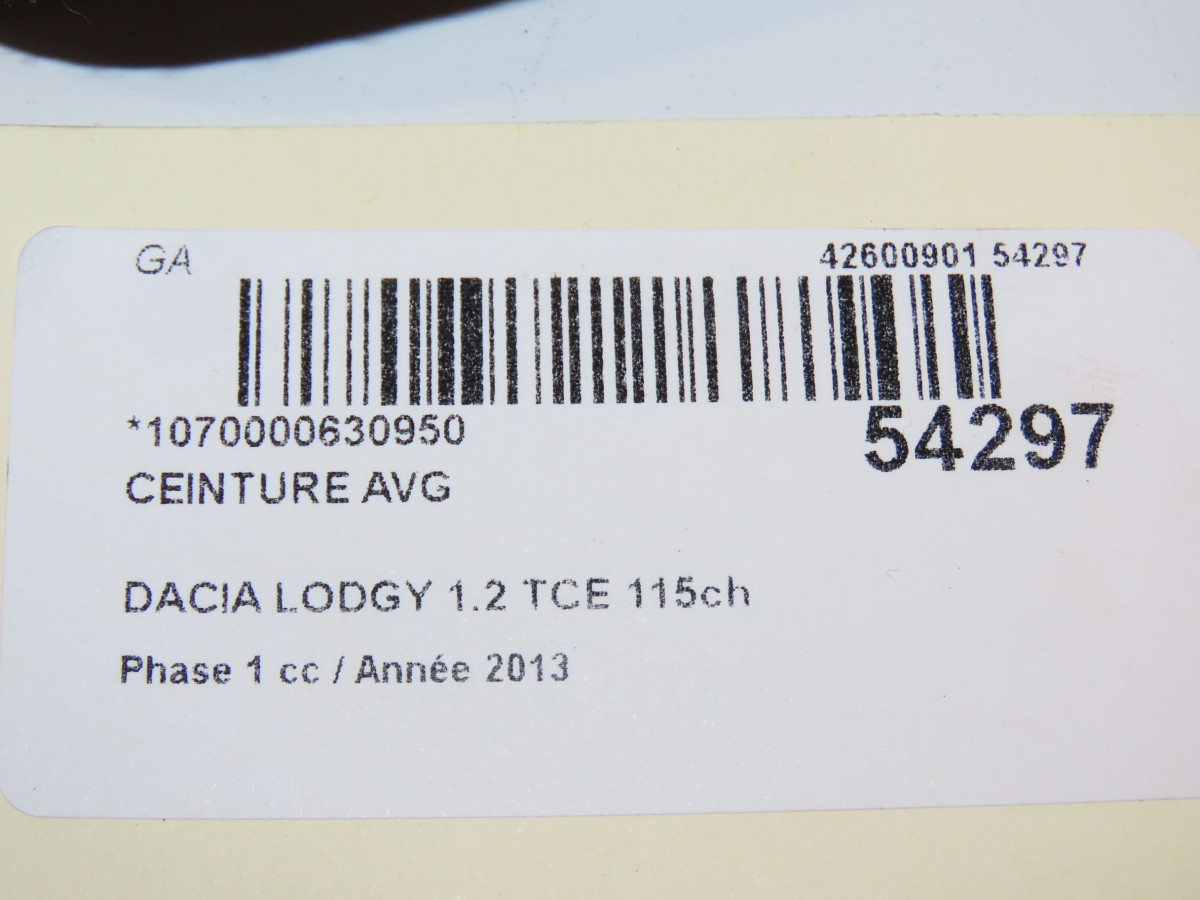 GA 42600901 54297
*1070000630950 54297
CEINTURE AVG
DACIA LODGY 1.2 TCE 115ch
Phase 1 cc / Année 2013